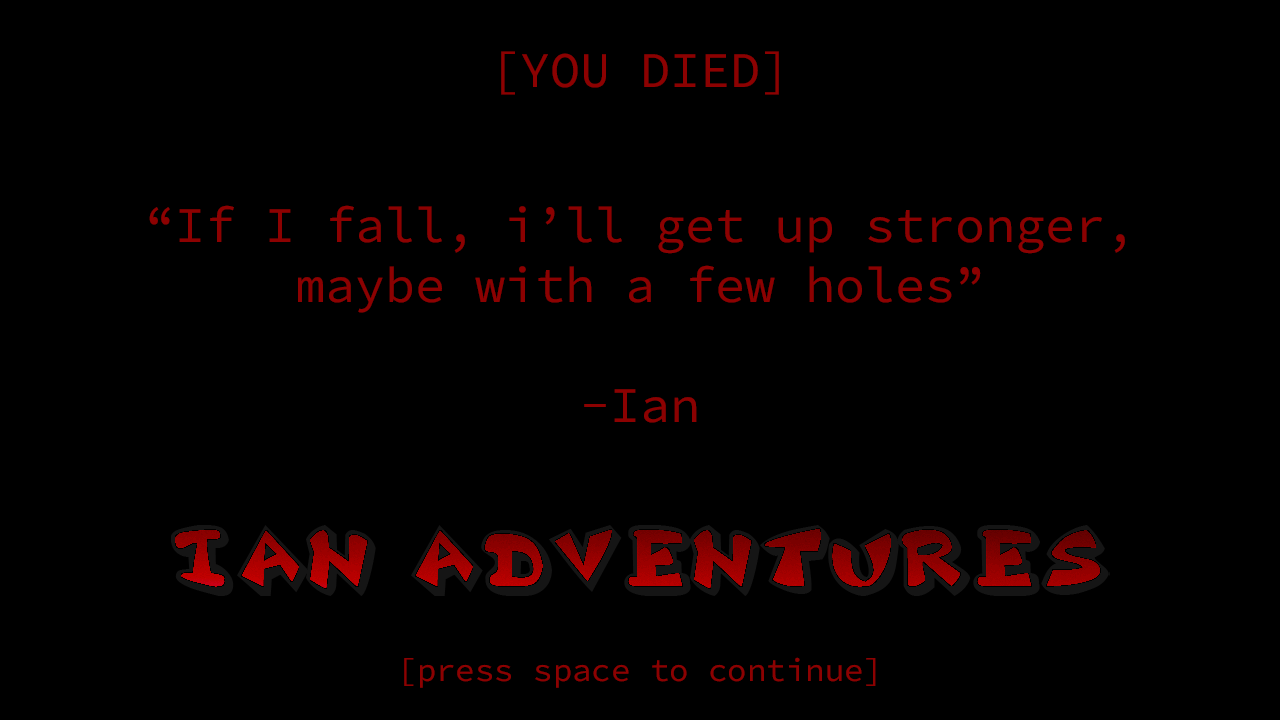 [YOU DIED]
“If I fall, i’ll get up stronger,
maybe with a few holes”
–Ian
IAN ADVENTURES
[press space to continue]